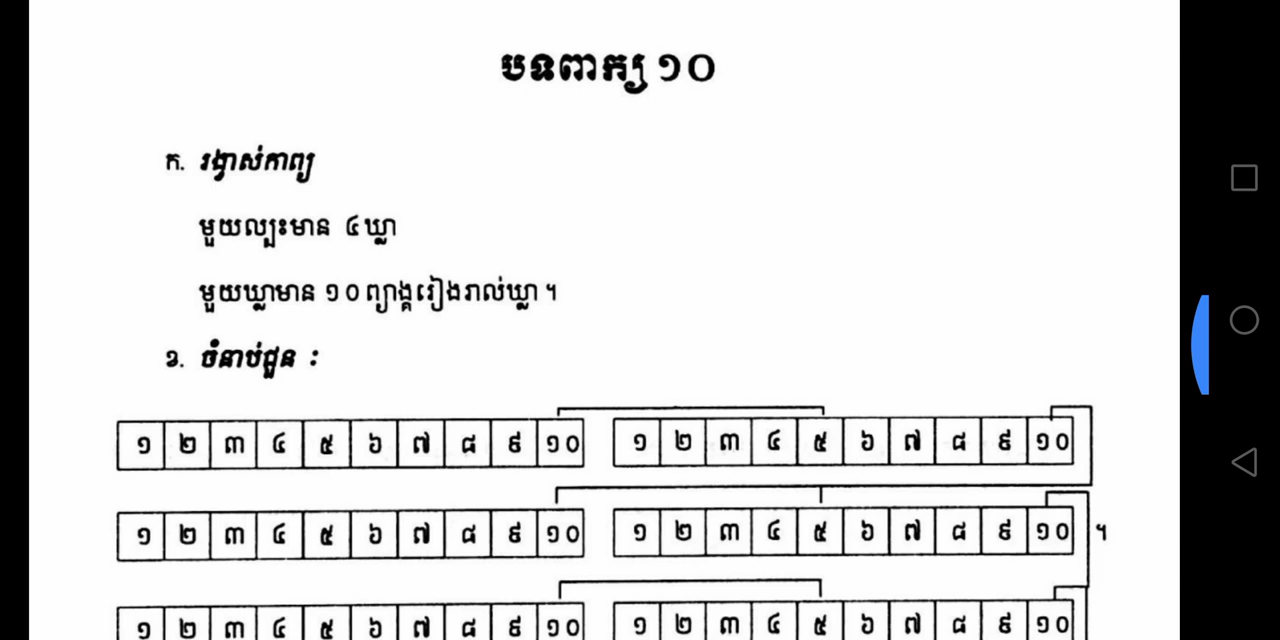 បទពាក្យ ១០
ក. រង្វាស់កាព្យ
មួយល្បះមាន ៤ឃ្លា
មួយឃ្លាមាន ១០ព្យាង្គរៀងរាល់ឃ្លា ។
ខ. ចំនាប់ជួន ៖
១ ២ ៣ ៤ ៥ ៦ ៧ ៨ ៩ ១០ ១ ២ ៣ ៤ ៥ ៦ ៧ ៨ ៩ ១០
១ ២ ៣ ៤ ៥ ៦ ៧ ៨ ៩ ១០ ១ ២ ៣ ៤ ៥ ៦ ៧ ៨ ៩ ១០ ។
១ ២ ៣ ៤ ៥ ៦ ៧ ៨ ៩ ១០ ១ ២ ៣ ៤ ៥ ៦ ៧ ៨ ៩ ១០